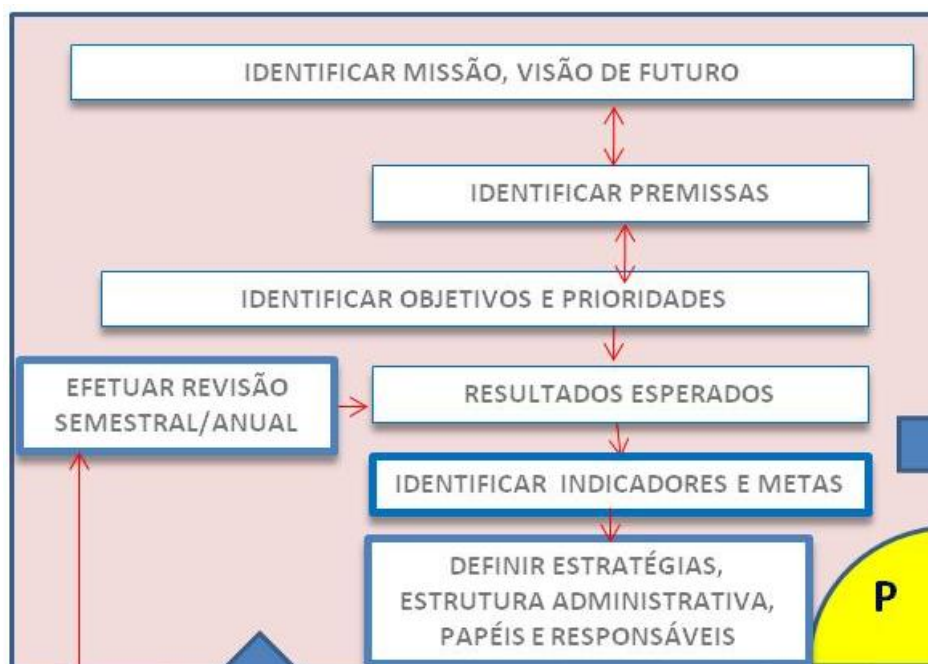 IDENTIFICAR MISSÃO, VISÃO DE FUTURO
IDENTIFICAR PREMISSAS
IDENTIFICAR OBJETIVOS E PRIORIDADES
EFETUAR REVISÃO
SEMESTRAL/ANUAL
RESULTADOS ESPERADOS
IDENTIFICAR INDICADORES E METAS
DEFINIR ESTRATÉGIAS,
ESTRUTURA ADMINISTRATIVA,
PAPÉIS E RESPONSÁVEIS
P